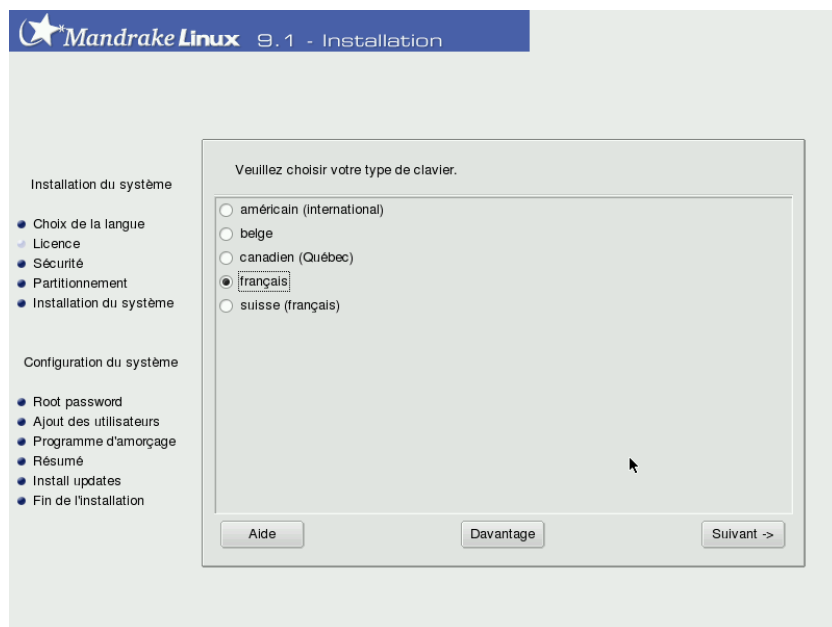 Mandrake Linux 9.1 - Installation
Installation du système
Choix de la langue
Licence
Sécurité
Partitionnement
Installation du système
Configuration du système
Root password
Ajout des utilisateurs
Programme d'amorçage
Résumé
Install updates
Fin de l'installation
Veuillez choisir votre type de clavier.
américain (international)
belge
canadien (Québec)
français
suisse (français)
Aide
Davantage
Suivant ->